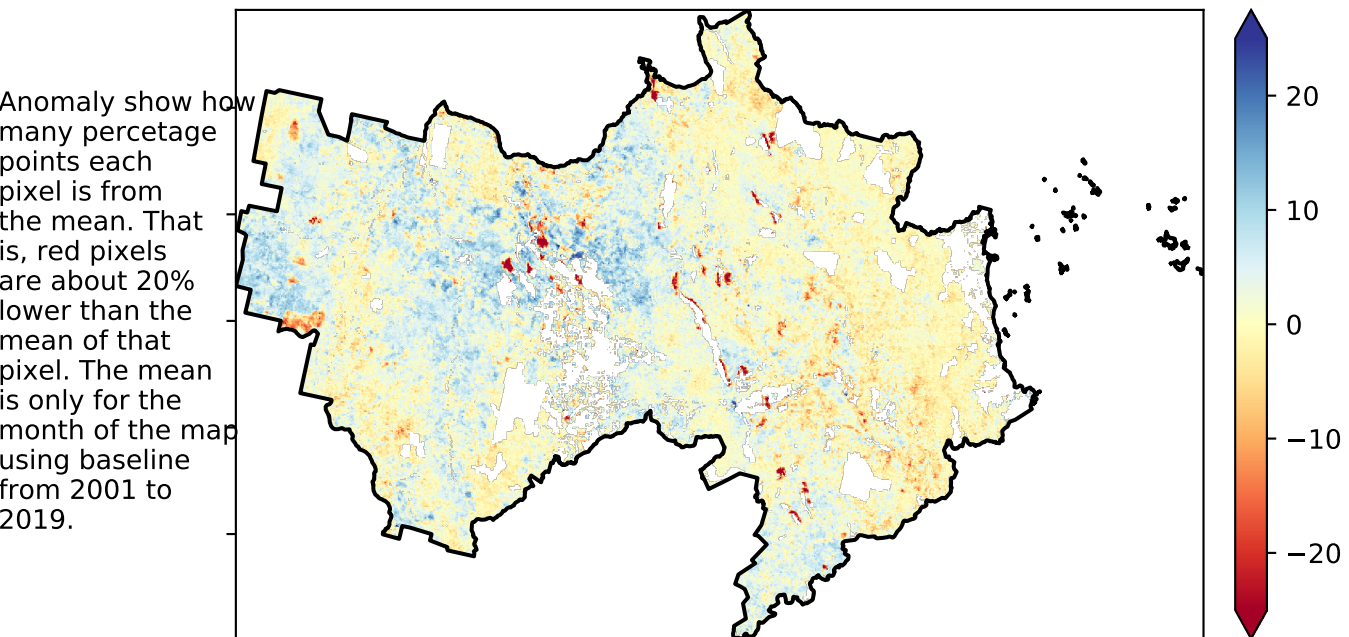 Anomaly show how
many percetage
points each
pixel is from
the mean. That
is, red pixels
are about 20%
lower than the
mean of that
pixel. The mean
is only for the
month of the map
using baseline
from 2001 to
2019.
20
10
0
−10
−20